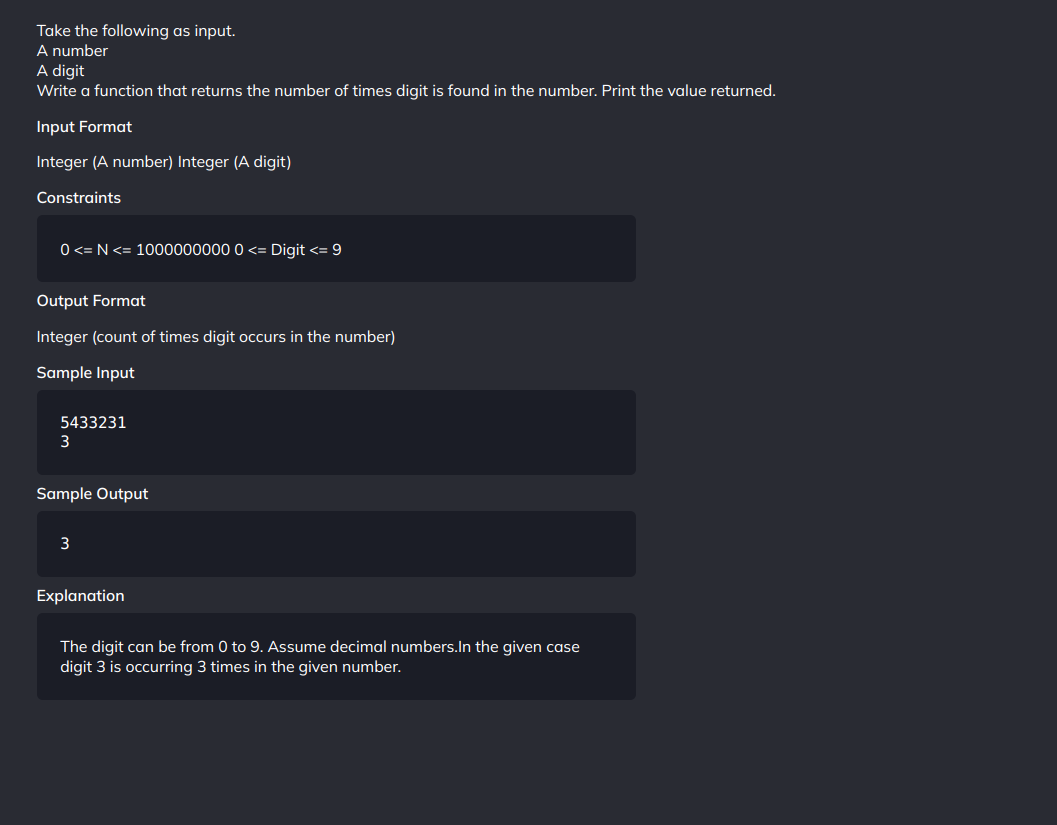 Take the following as input.
A number
A digit
Write a function that returns the number of times digit is found in the number. Print the value returned.
Input Format
Integer (A number) Integer (A digit)
Constraints
0 <= N <= 1000000000 0 <= Digit <= 9
Output Format
Integer (count of times digit occurs in the number)
Sample Input
5433231
3
Sample Output
3
Explanation
The digit can be from 0 to 9. Assume decimal numbers.In the given case
digit 3 is occurring 3 times in the given number.